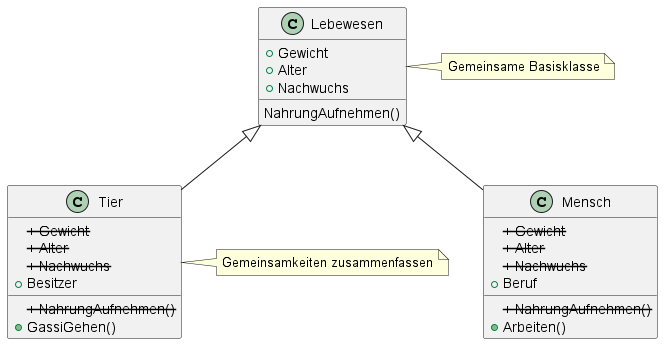 C Lebewesen
Gewicht
Alter
Nachwuchs
NahrungAufnehmen()
Gemeinsame Basisklasse
C Tier
+ Gewicht
+ Alter
+ Nachwuchs
Besitzer
+ NahrungAufnehmen()
GassiGehen()
Gemeinsamkeiten zusammenfassen
C Mensch
+ Gewicht
+ Alter
+ Nachwuchs
Beruf
+ NahrungAufnehmen()
Arbeiten()